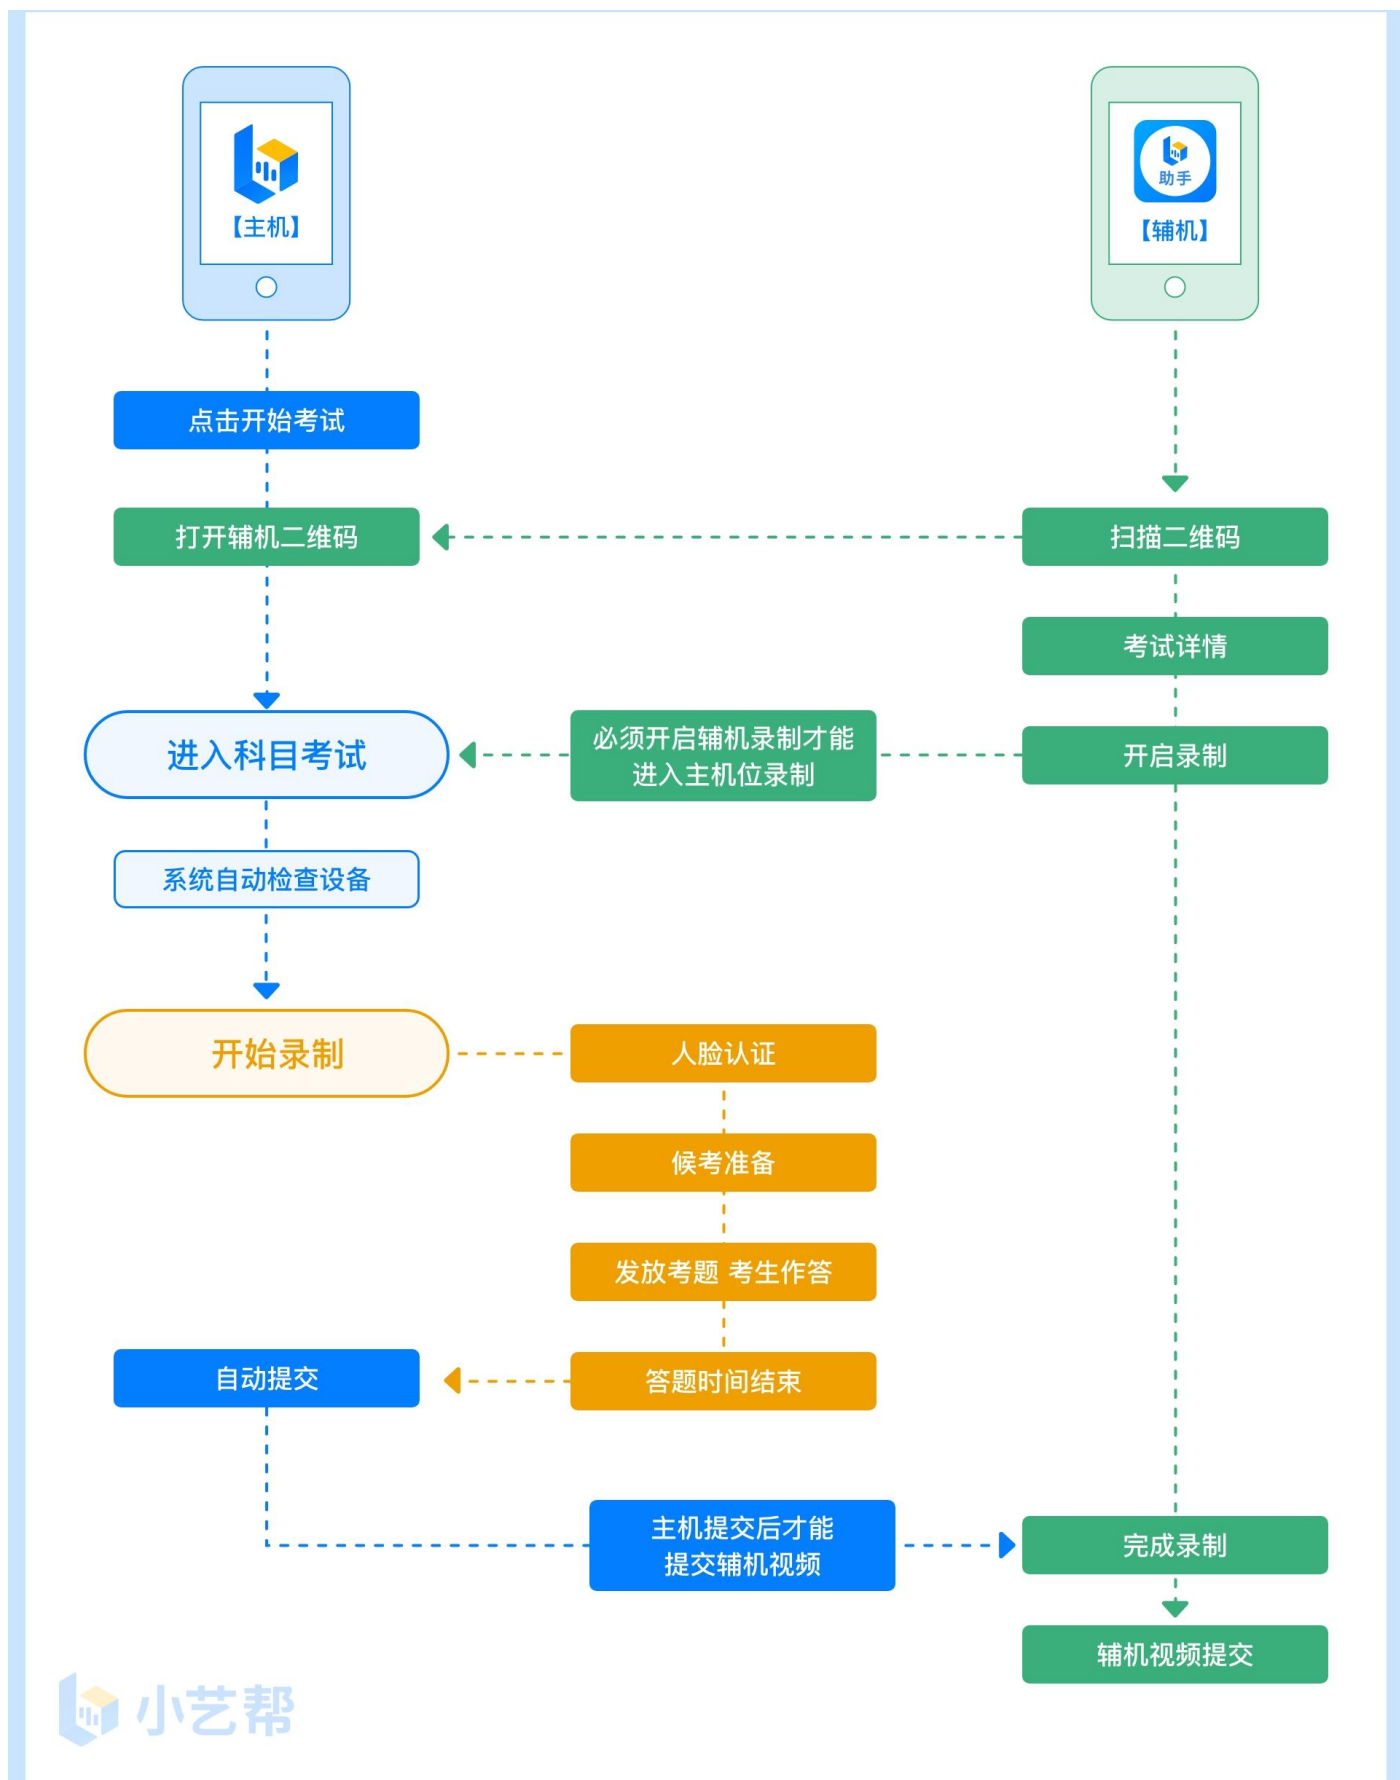 【主机】
助手
【辅机】
点击开始考试
打开辅机二维码
扫描二维码
考试详情
进入科目考试
必须开启辅机录制才能
进入主机位录制
开启录制
系统自动检查设备
开始录制
人脸认证
候考准备
发放考题 考生作答
自动提交
答题时间结束
主机提交后才能
提交辅机视频
完成录制
辅机视频提交
小艺帮